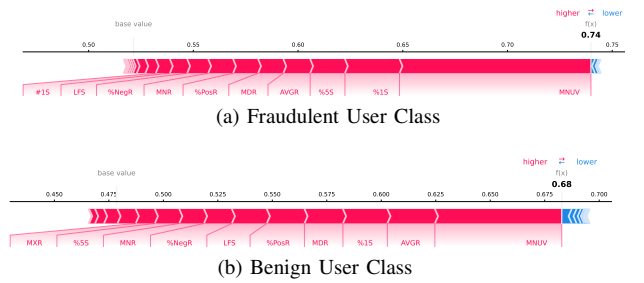 higher ⇄ lower
base value f(x)
0.74
0.50 0.55 0.60 0.65 0.70 0.75
#1S LFS %NegR MNR %PosR MDR AVGR %5S %1S MNUV
(a) Fraudulent User Class
higher ⇄ lower
base value f(x)
0.68
0.450 0.475 0.500 0.525 0.550 0.575 0.600 0.625 0.650 0.675 0.700
MXR %5S MNR %NegR LFS %PosR MDR %1S AVGR MNUV
(b) Benign User Class